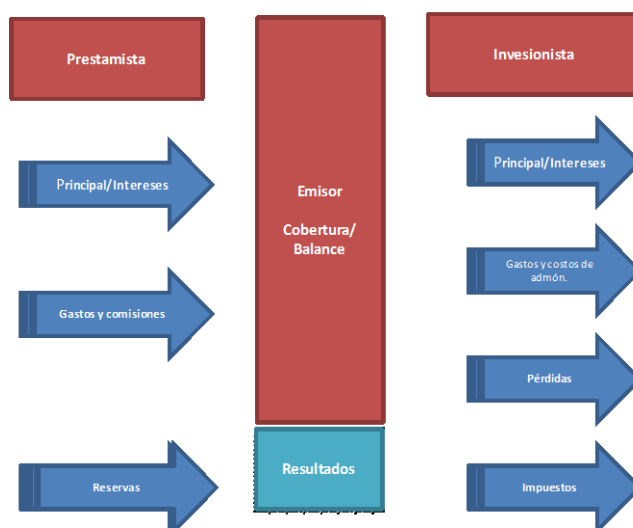 Prestamista
Principal/Intereses
Gastos y comisiones
Reservas
Emisor
Cobertura/
Balance
Resultados
Invesionista
Principal/Intereses
Gastos y costos de
admón.
Pérdidas
Impuestos